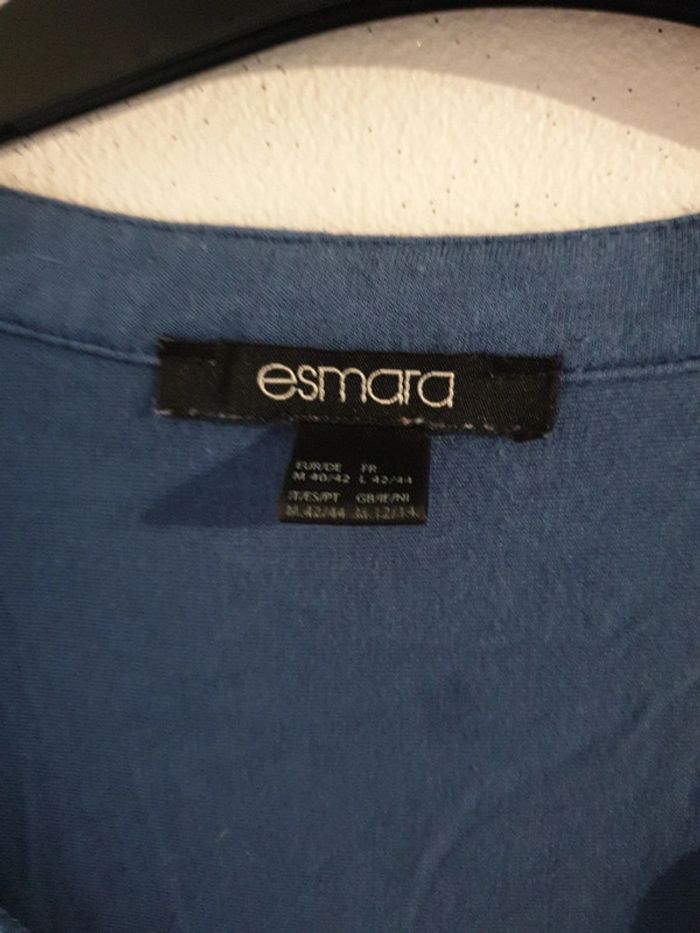 esmara
EUR/DE FR
M 40/42 L 42/44
IT/ES/PT GB/IE/NI
M 42/44 M 12/14